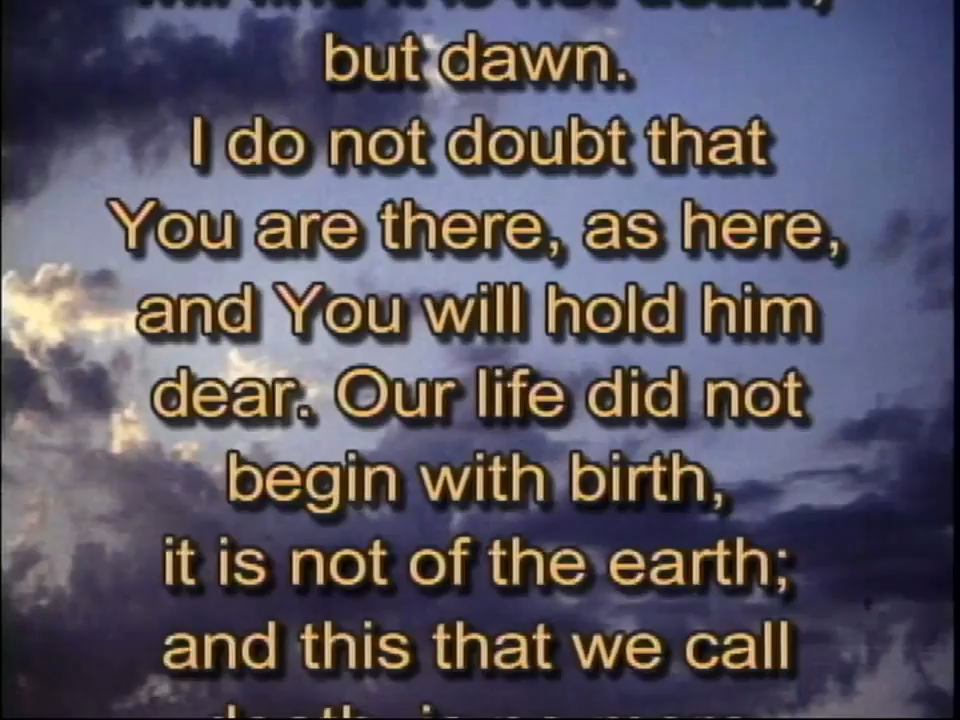 but dawn.
I do not doubt that
You are there, as here,
and You will hold him
dear. Our life did not
begin with birth,
it is not of the earth;
and this that we call